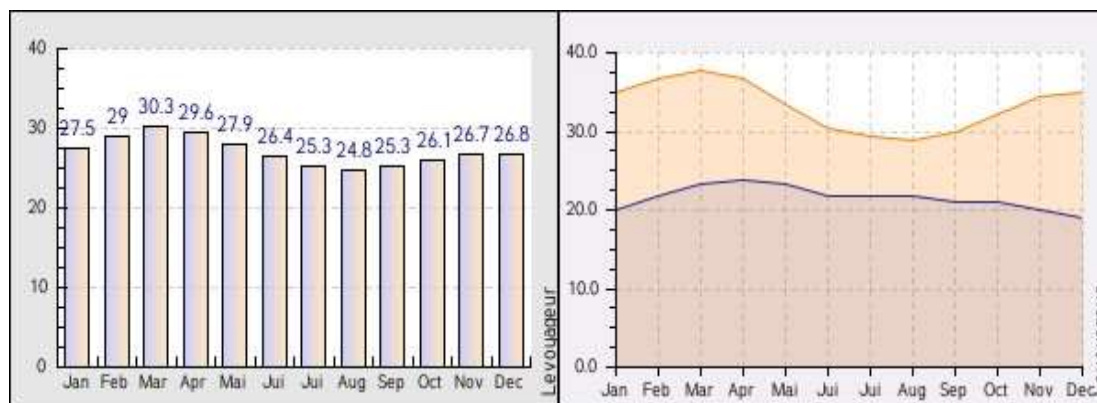 40
30
20
10
0
27.5 29 30.3 29.6 27.9 26.4 25.3 24.8 25.3 26.1 26.7 26.8
Jan Feb Mar Apr Mai Jui Jui Aug Sep Oct Nov Dec
Levoyageur
40.0
30.0
20.0
10.0
0.0
Jan Feb Mar Apr Mai Jui Jui Aug Sep Oct Nov Dec